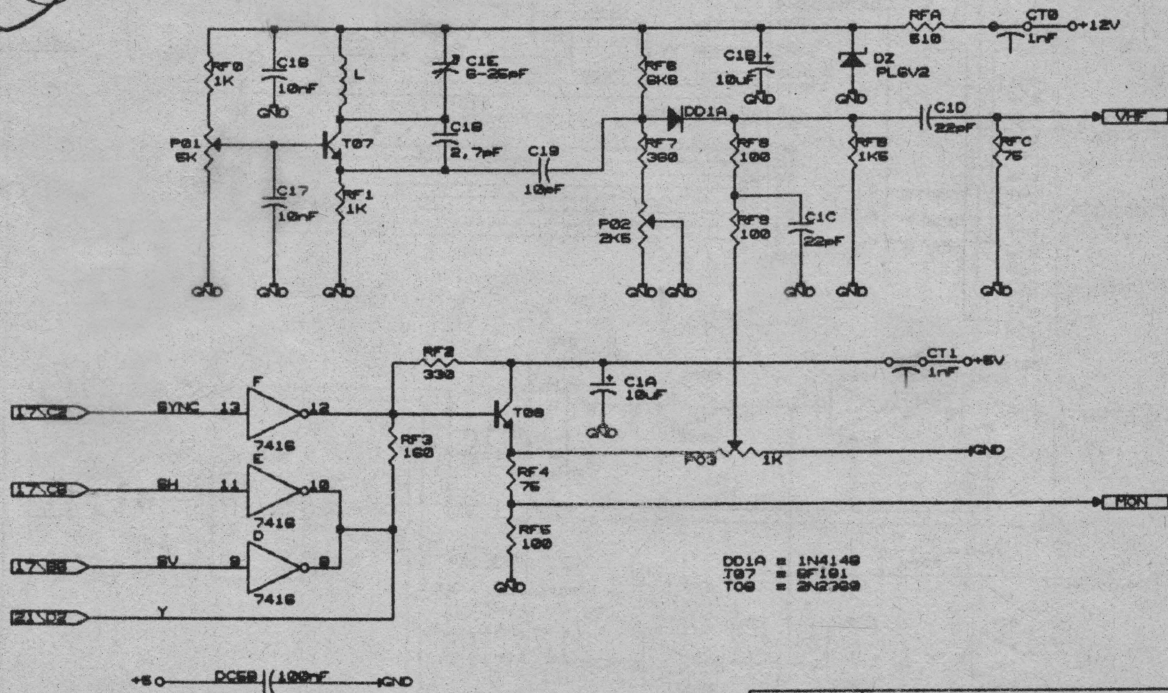 RFA
510
CT0
1nF
+12V
RF0
1K
C18
10nF
GND
L
C1E
6-25pF
RF6
6K8
C1B
+
10uF
GND
DZ
PL6V2
GND
P01
5K
T07
C18
2,7pF
C19
10pF
DD1A
RF7
380
RF8
100
RFB
1K5
C1D
22pF
RFC
75
VHF
C17
10nF
RF1
1K
P02
2K5
RF9
100
C1C
22pF
GND
GND
GND
GND
GND
GND
GND
GND
RF2
330
C1A
+
10uF
GND
CT1
1nF
+5V
17\C2
SYNC
13
F
12
7416
T08
RF3
160
P03
1K
GND
17\C8
SH
11
E
10
7416
RF4
75
MON
17\B8
SV
9
D
8
7416
RF5
100
GND
21\D2
Y
DD1A = 1N4148
T07 = BF181
T08 = 2N2369
+5
DC59
100nF
GND